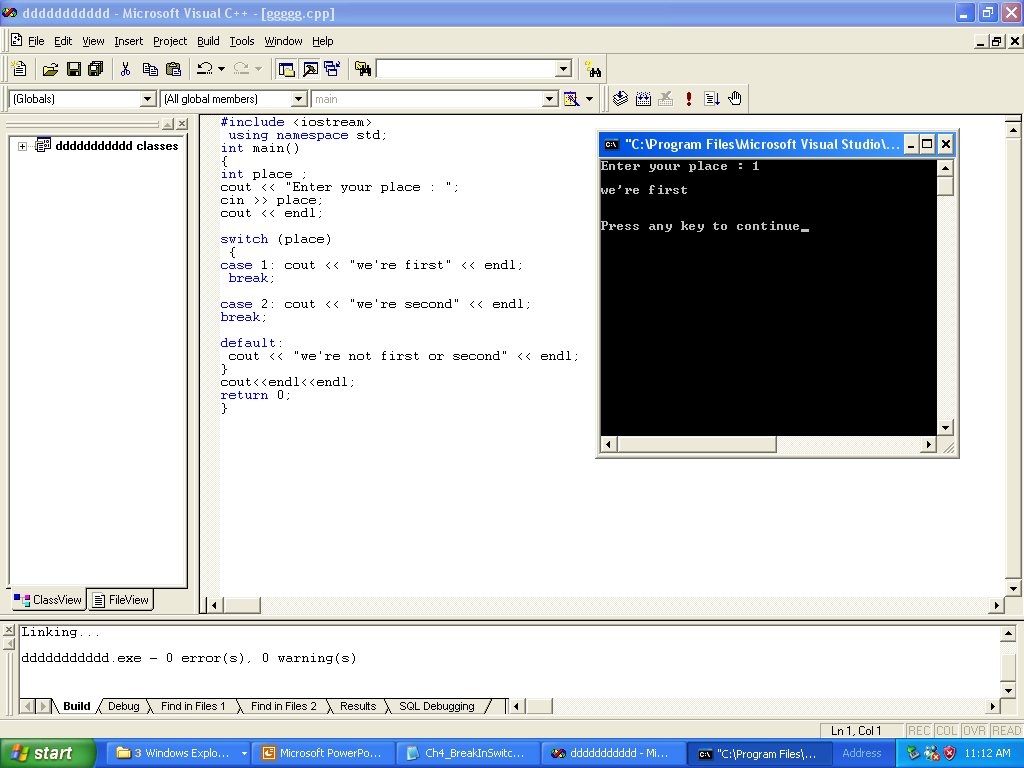 ddddddddddd - Microsoft Visual C++ - [ggggg.cpp]
File Edit View Insert Project Build Tools Window Help
(Globals) (All global members) main
ddddddddddd classes
ClassView FileView
#include <iostream>
using namespace std;
int main()
{
int place ;
cout << "Enter your place : ";
cin >> place;
cout << endl;
switch (place)
{
case 1: cout << "we're first" << endl;
break;
case 2: cout << "we're second" << endl;
break;
default:
cout << "we're not first or second" << endl;
}
cout<<endl<<endl;
return 0;
}
"C:\Program Files\Microsoft Visual Studio\...
Enter your place : 1
we're first
Press any key to continue_
Linking...
ddddddddddd.exe - 0 error(s), 0 warning(s)
Build Debug Find in Files 1 Find in Files 2 Results SQL Debugging
Ln 1, Col 1 REC COL OVR READ
start 3 Windows Explo... Microsoft PowerPo... Ch4_BreakInSwitc... ddddddddddd - Mi... "C:\Program Files\... Address 11:12 AM